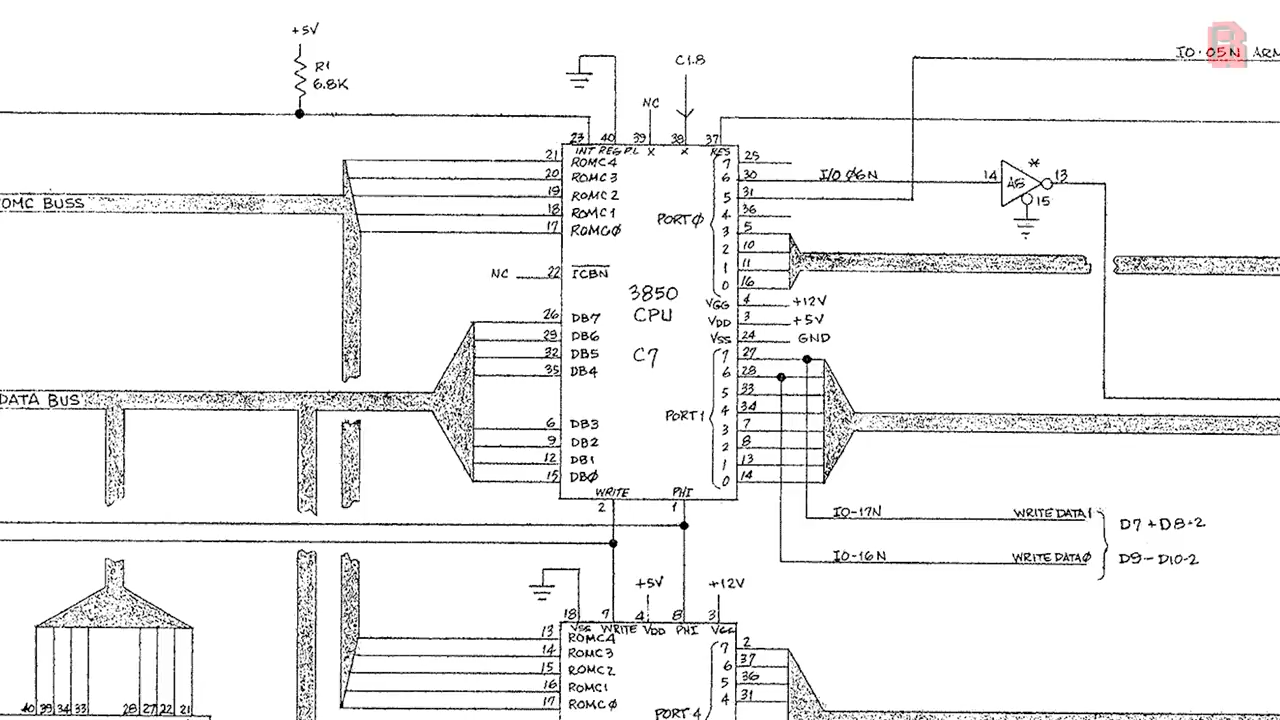 +5V
R1
6.8K
C1.8
NC
IO-05N ARM
23 40 39 38 37
INT REG PL X X RES
21 ROMC4
20 ROMC3
19 ROMC2
18 ROMC1
17 ROMCØ
OMC BUSS
NC 22 ICBN
3850
CPU
C7
26 DB7
29 DB6
32 DB5
35 DB4
DATA BUS
6 DB3
9 DB2
12 DB1
15 DBØ
WRITE PHI
2 1
PORTØ
7 25
6 30 I/O Ø6N
5 31
4 36
3 5
2 10
1 11
0 16
14 13
*
15
VGG 4 +12V
VDD 3 +5V
VSS 24 GND
PORT1
7 27
6 28
5 33
4 34
3 7
2 8
1 13
0 14
IO-17N WRITE DATA1
D7+D8-2
IO-16N WRITE DATAØ
D9-D10-2
+5V +12V
18 7 4 8 3
VSS WRITE VDD PHI VGG
13 ROMC4
14 ROMC3
15 ROMC2
16 ROMC1
17 ROMCØ
7 2
6 37
5 36
4 31
PORT 4
40 39 34 33 28 27 22 21